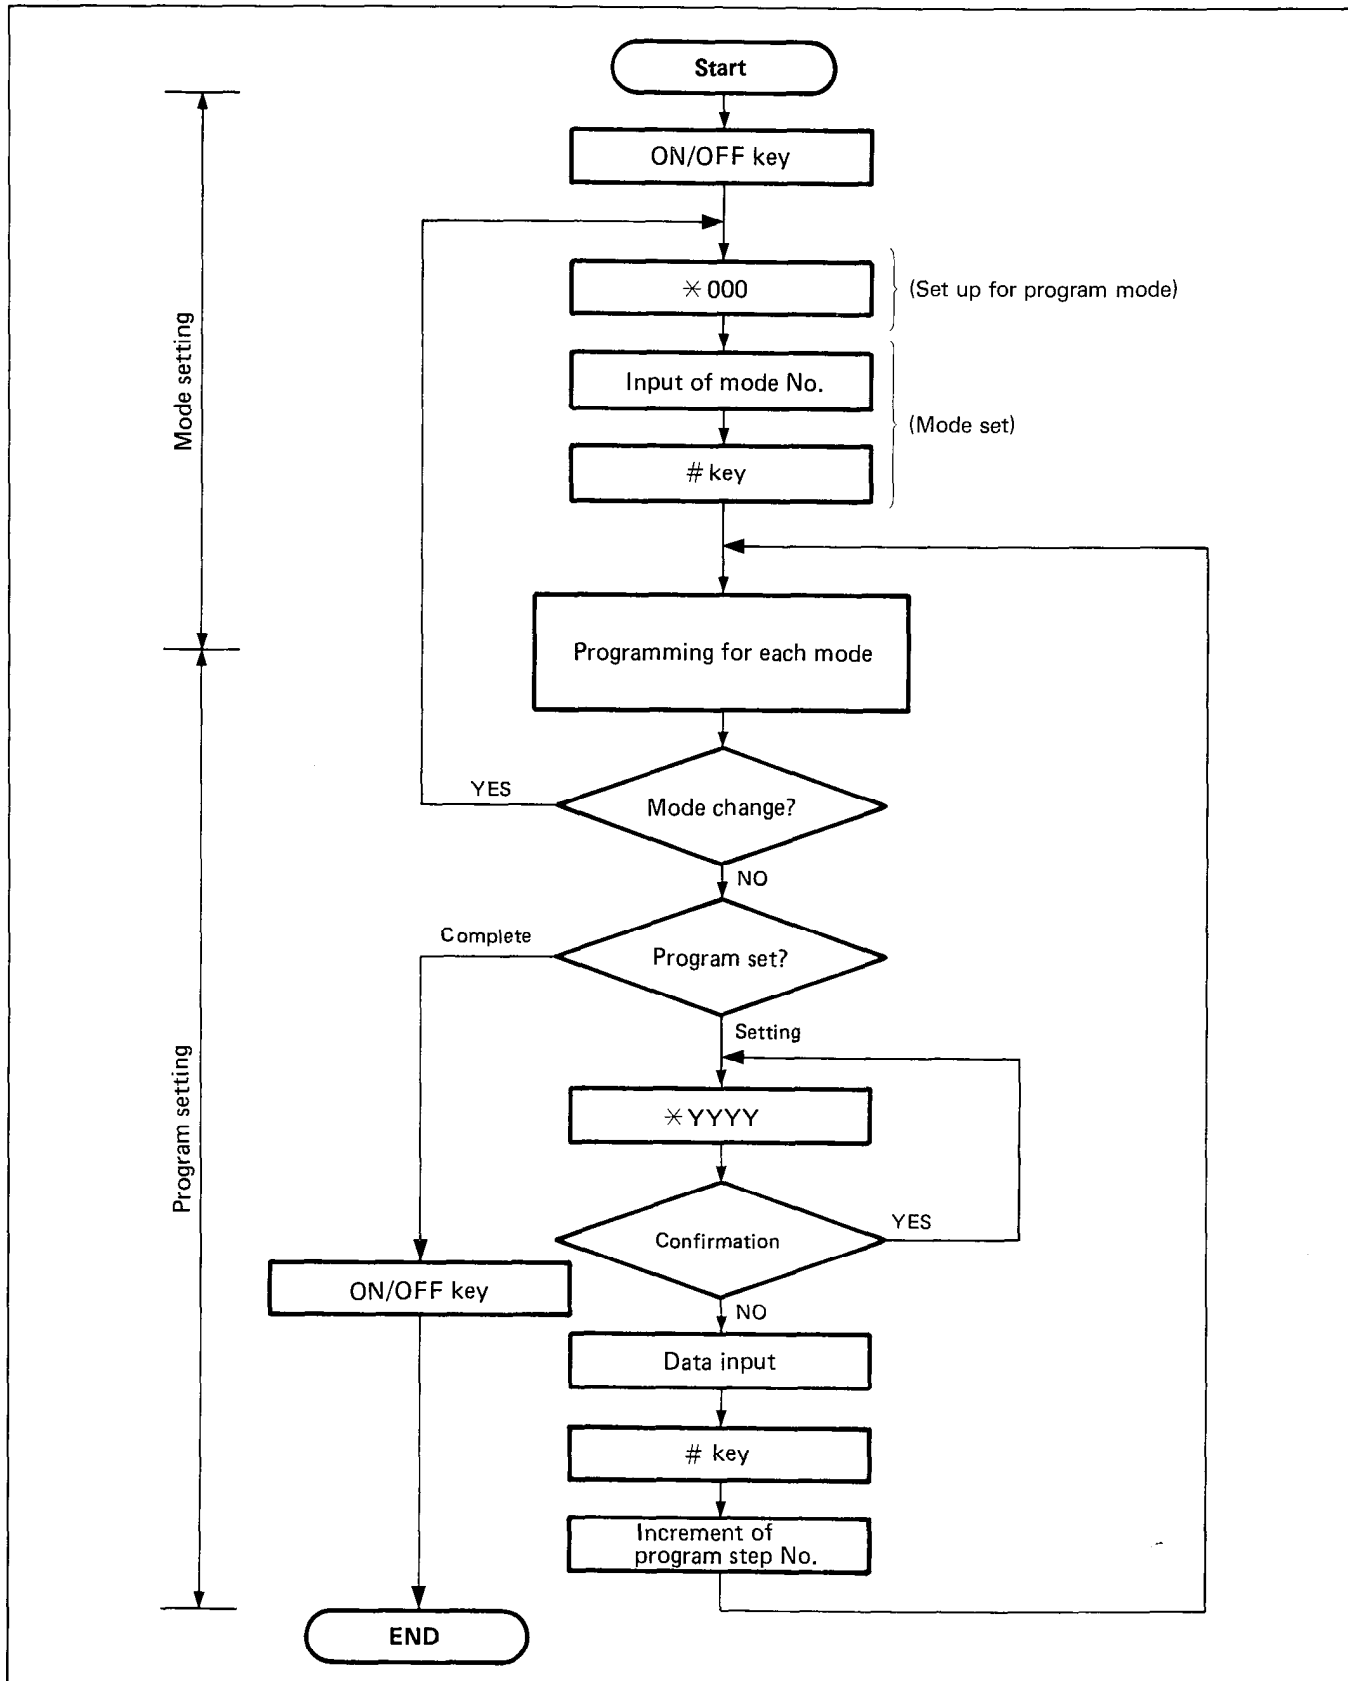 Start
ON/OFF key
✳000
(Set up for program mode)
Input of mode No.
(Mode set)
# key
Mode setting
Programming for each mode
YES
Mode change?
NO
Complete
Program set?
Setting
✳YYYY
Program setting
Confirmation
YES
ON/OFF key
NO
Data input
# key
Increment of
program step No.
END